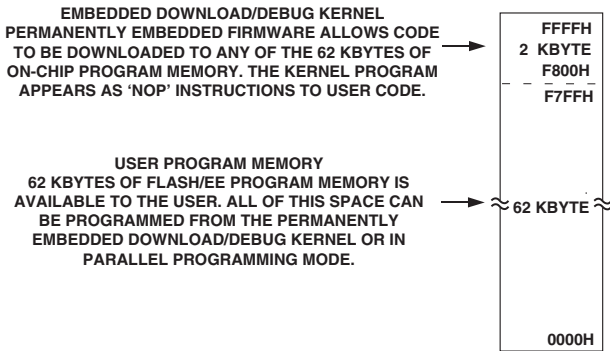 EMBEDDED DOWNLOAD/DEBUG KERNEL
PERMANENTLY EMBEDDED FIRMWARE ALLOWS CODE
TO BE DOWNLOADED TO ANY OF THE 62 KBYTES OF
ON-CHIP PROGRAM MEMORY. THE KERNEL PROGRAM
APPEARS AS ‘NOP’ INSTRUCTIONS TO USER CODE.
FFFFH
2 KBYTE
F800H
F7FFH
USER PROGRAM MEMORY
62 KBYTES OF FLASH/EE PROGRAM MEMORY IS
AVAILABLE TO THE USER. ALL OF THIS SPACE CAN
BE PROGRAMMED FROM THE PERMANENTLY
EMBEDDED DOWNLOAD/DEBUG KERNEL OR IN
PARALLEL PROGRAMMING MODE.
62 KBYTE
0000H